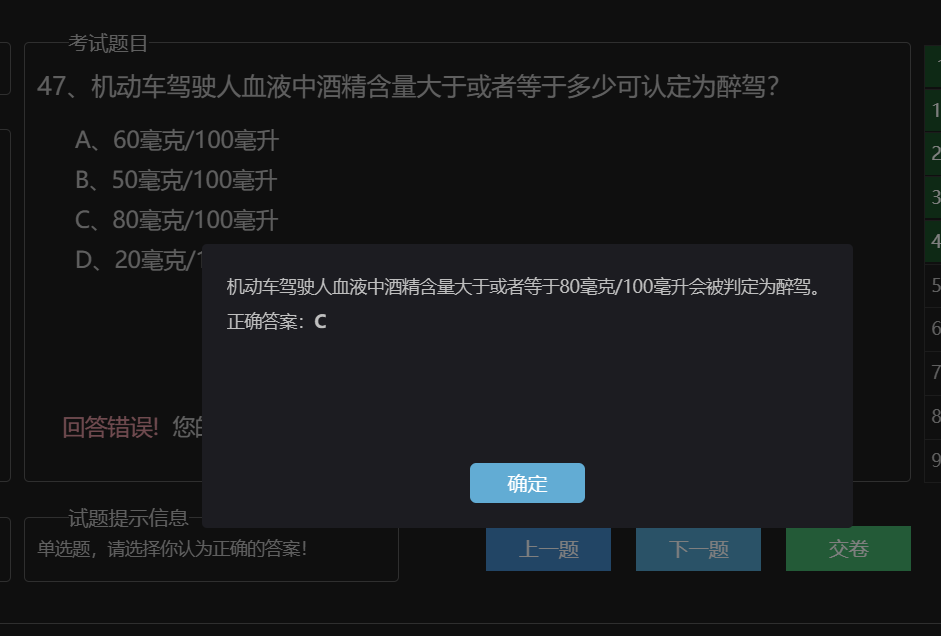 考试题目
47、机动车驾驶人血液中酒精含量大于或者等于多少可认定为醉驾？
A、60毫克/100毫升
B、50毫克/100毫升
C、80毫克/100毫升
D、20毫克/1
机动车驾驶人血液中酒精含量大于或者等于80毫克/100毫升会被判定为醉驾。
正确答案：C
回答错误！您的
确定
试题提示信息
单选题，请选择你认为正确的答案！
上一题
下一题
交卷
1
1
2
3
4
5
6
7
8
9